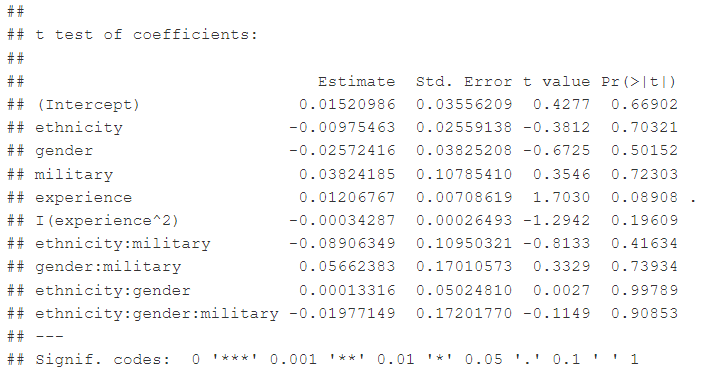 ##
## t test of coefficients:
##
## Estimate Std. Error t value Pr(>|t|)
## (Intercept) 0.01520986 0.03556209 0.4277 0.66902
## ethnicity -0.00975463 0.02559138 -0.3812 0.70321
## gender -0.02572416 0.03825208 -0.6725 0.50152
## military 0.03824185 0.10785410 0.3546 0.72303
## experience 0.01206767 0.00708619 1.7030 0.08908 .
## I(experience^2) -0.00034287 0.00026493 -1.2942 0.19609
## ethnicity:military -0.08906349 0.10950321 -0.8133 0.41634
## gender:military 0.05662383 0.17010573 0.3329 0.73934
## ethnicity:gender 0.00013316 0.05024810 0.0027 0.99789
## ethnicity:gender:military -0.01977149 0.17201770 -0.1149 0.90853
## ---
## Signif. codes: 0 '***' 0.001 '**' 0.01 '*' 0.05 '.' 0.1 ' ' 1